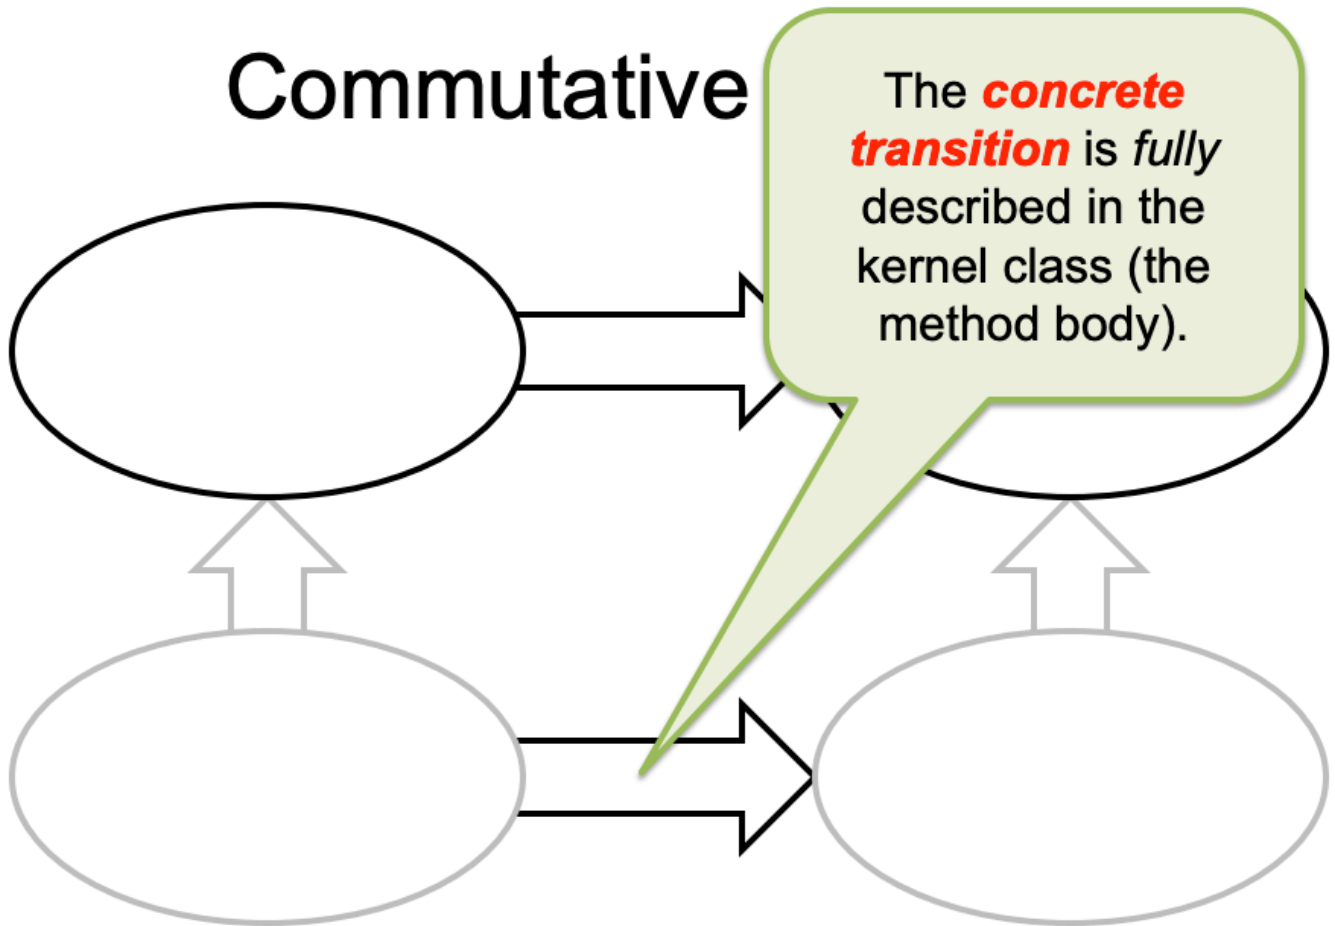 Commutative
The concrete
transition is fully
described in the
kernel class (the
method body).